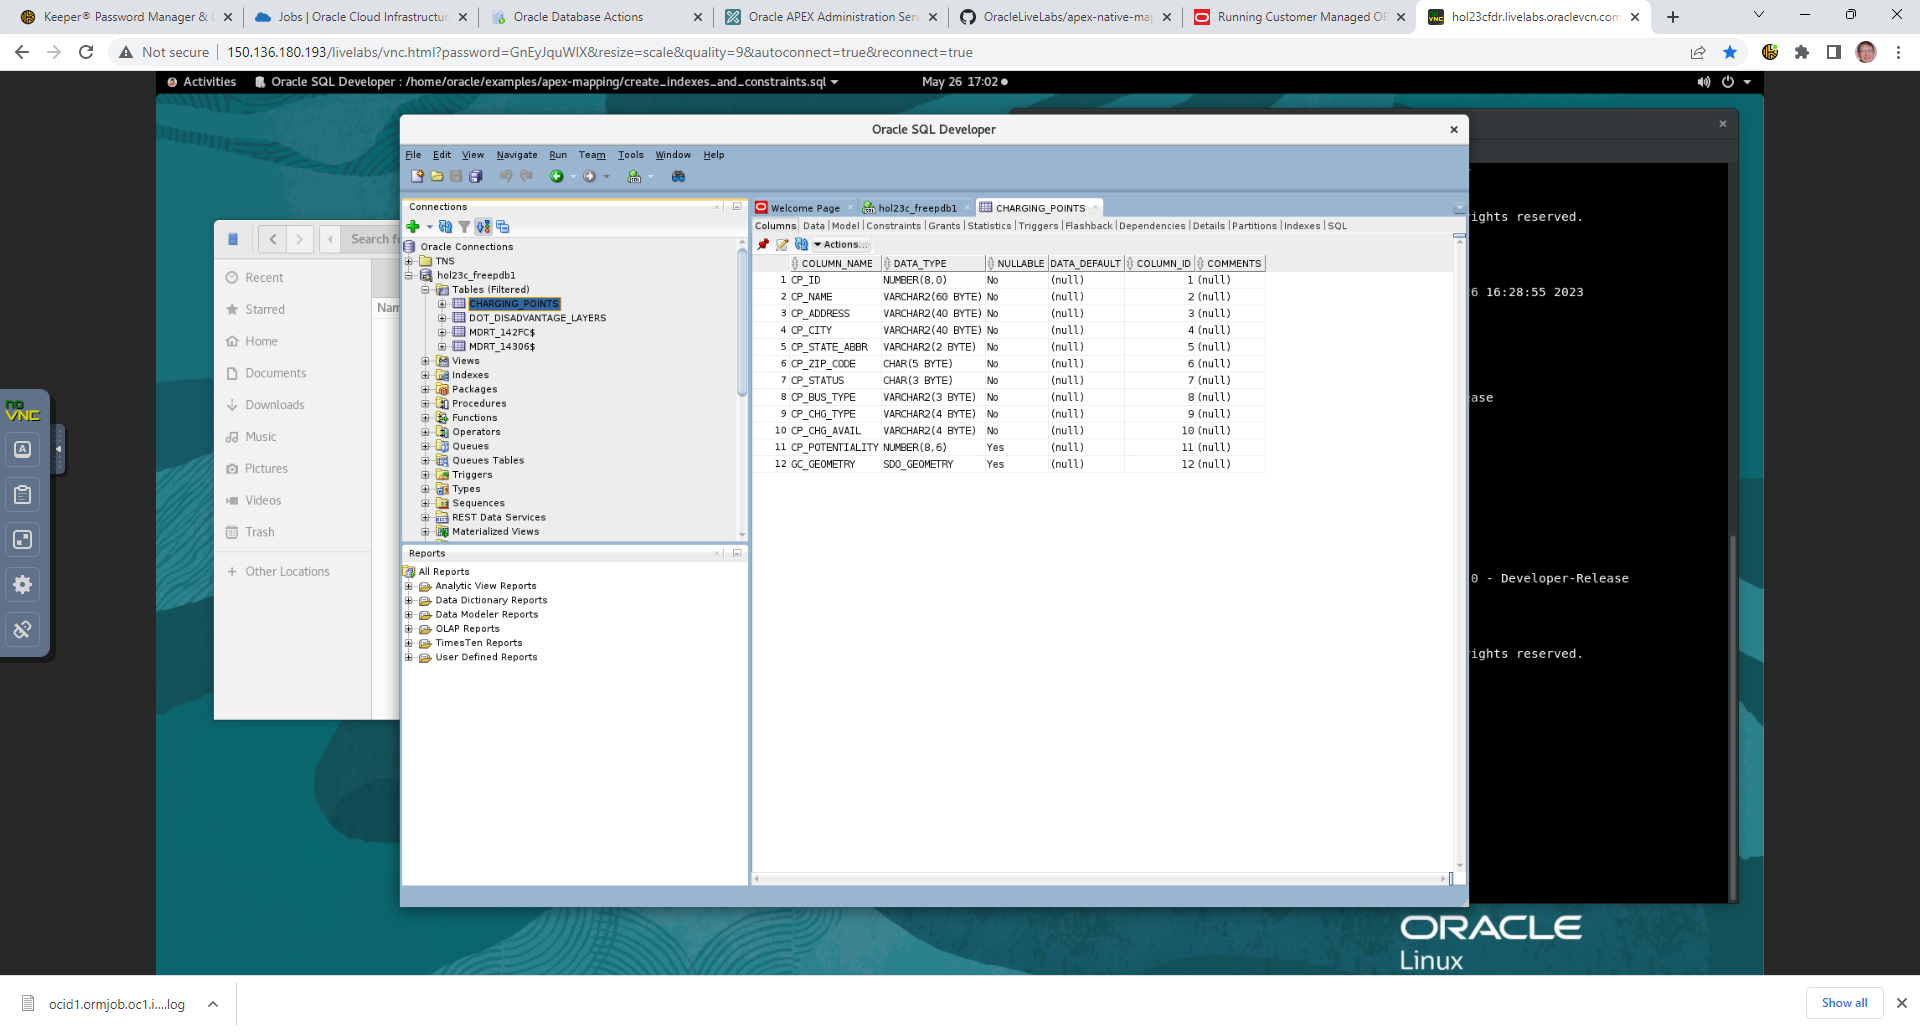 Keeper® Password Manager & D
Jobs | Oracle Cloud Infrastructur
Oracle Database Actions
Oracle APEX Administration Serv
OracleLiveLabs/apex-native-map
Running Customer Managed OR
hol23cfdr.livelabs.oraclevcn.com
Not secure
150.136.180.193/livelabs/vnc.html?password=GnEyJquWlX&resize=scale&quality=9&autoconnect=true&reconnect=true
Activities
Oracle SQL Developer : /home/oracle/examples/apex-mapping/create_indexes_and_constraints.sql
May 26 17:02
Oracle SQL Developer
File Edit View Navigate Run Team Tools Window Help
Connections
Oracle Connections
TNS
hol23c_freepdb1
Tables (Filtered)
CHARGING_POINTS
DOT_DISADVANTAGE_LAYERS
MDRT_142FC$
MDRT_14306$
Views
Indexes
Packages
Procedures
Functions
Operators
Queues
Queues Tables
Triggers
Types
Sequences
REST Data Services
Materialized Views
Reports
All Reports
Analytic View Reports
Data Dictionary Reports
Data Modeler Reports
OLAP Reports
TimesTen Reports
User Defined Reports
Welcome Page
hol23c_freepdb1
CHARGING_POINTS
Columns Data | Model | Constraints | Grants | Statistics | Triggers | Flashback | Dependencies | Details | Partitions | Indexes | SQL
Actions...
COLUMN_NAME DATA_TYPE NULLABLE DATA_DEFAULT COLUMN_ID COMMENTS
1 CP_ID NUMBER(8,0) No (null) 1 (null)
2 CP_NAME VARCHAR2(60 BYTE) No (null) 2 (null)
3 CP_ADDRESS VARCHAR2(40 BYTE) No (null) 3 (null)
4 CP_CITY VARCHAR2(40 BYTE) No (null) 4 (null)
5 CP_STATE_ABBR VARCHAR2(2 BYTE) No (null) 5 (null)
6 CP_ZIP_CODE CHAR(5 BYTE) No (null) 6 (null)
7 CP_STATUS CHAR(3 BYTE) No (null) 7 (null)
8 CP_BUS_TYPE VARCHAR2(3 BYTE) No (null) 8 (null)
9 CP_CHG_TYPE VARCHAR2(4 BYTE) No (null) 9 (null)
10 CP_CHG_AVAIL VARCHAR2(4 BYTE) No (null) 10 (null)
11 CP_POTENTIALITY NUMBER(8,6) Yes (null) 11 (null)
12 GC_GEOMETRY SDO_GEOMETRY Yes (null) 12 (null)
Search f
Recent
Starred
Home
Documents
Downloads
Music
Pictures
Videos
Trash
Other Locations
Nam
no
VNC
A
ights reserved.
6 16:28:55 2023
ase
0 - Developer-Release
ights reserved.
ORACLE
Linux
ocid1.ormjob.oc1.i....log
Show all